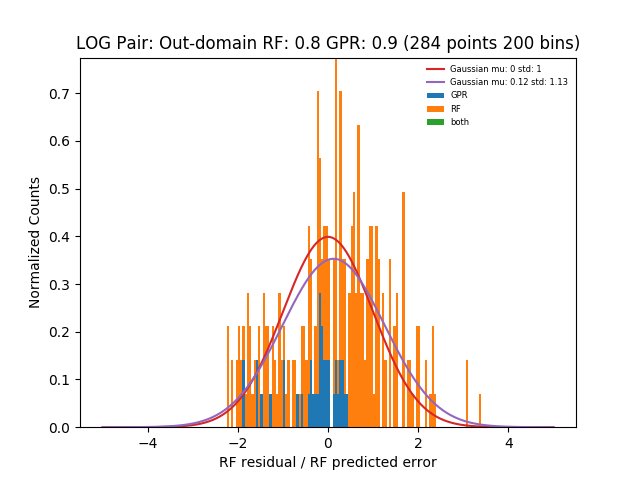 LOG Pair: Out-domain RF: 0.8 GPR: 0.9 (284 points 200 bins)
Gaussian mu: 0 std: 1
Gaussian mu: 0.12 std: 1.13
GPR
RF
both
Normalized Counts
0.7
0.6
0.5
0.4
0.3
0.2
0.1
0.0
−4 −2 0 2 4
RF residual / RF predicted error